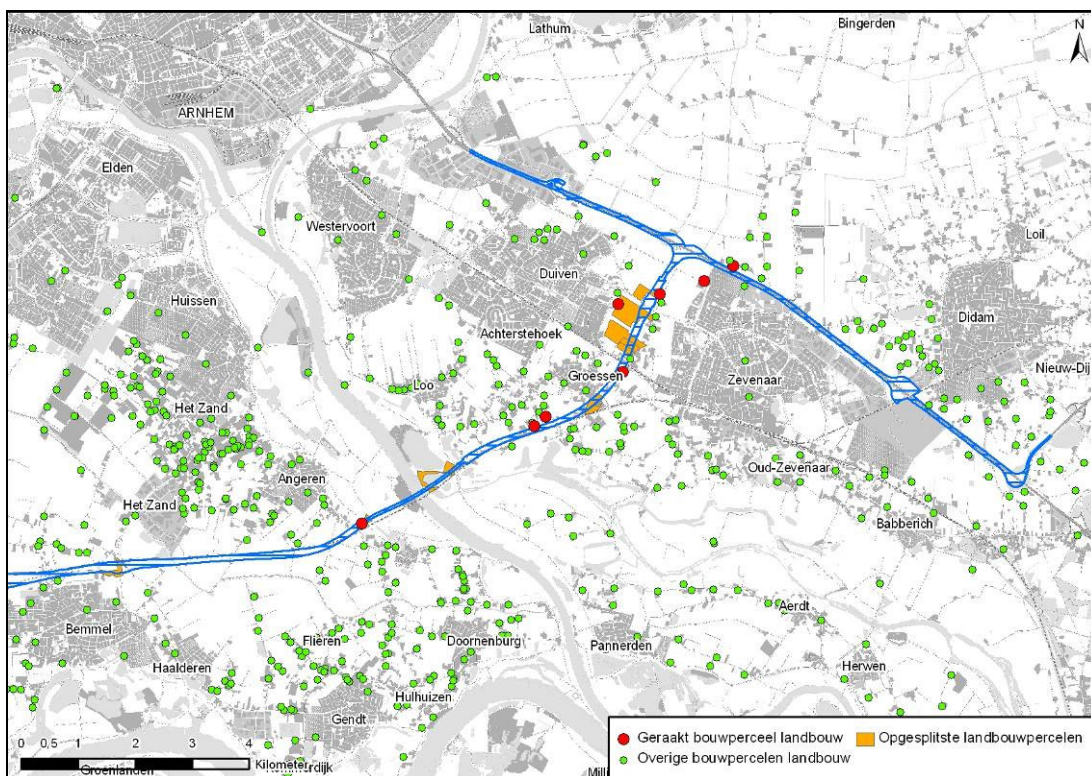 Lathum
Bingerden
N
ARNHEM
Elden
Westervoort
Loil
Duiven
Huissen
Didam
Achterstehoek
Nieuw-Dij
Groessen
Zevenaar
Loo
Het Zand
Oud-Zevenaar
Angeren
Het Zand
Babberich
Aerdt
Bemmel
Flieren
Doornenburg
Pannerden
Haalderen
Herwen
Hulhuizen
Gendt
Geraakt bouwperceel landbouw
Opgesplitste landbouwpercelen
Overige bouwpercelen landbouw
0 0,5 1 2 3 4
Kilometer
Groenlanden